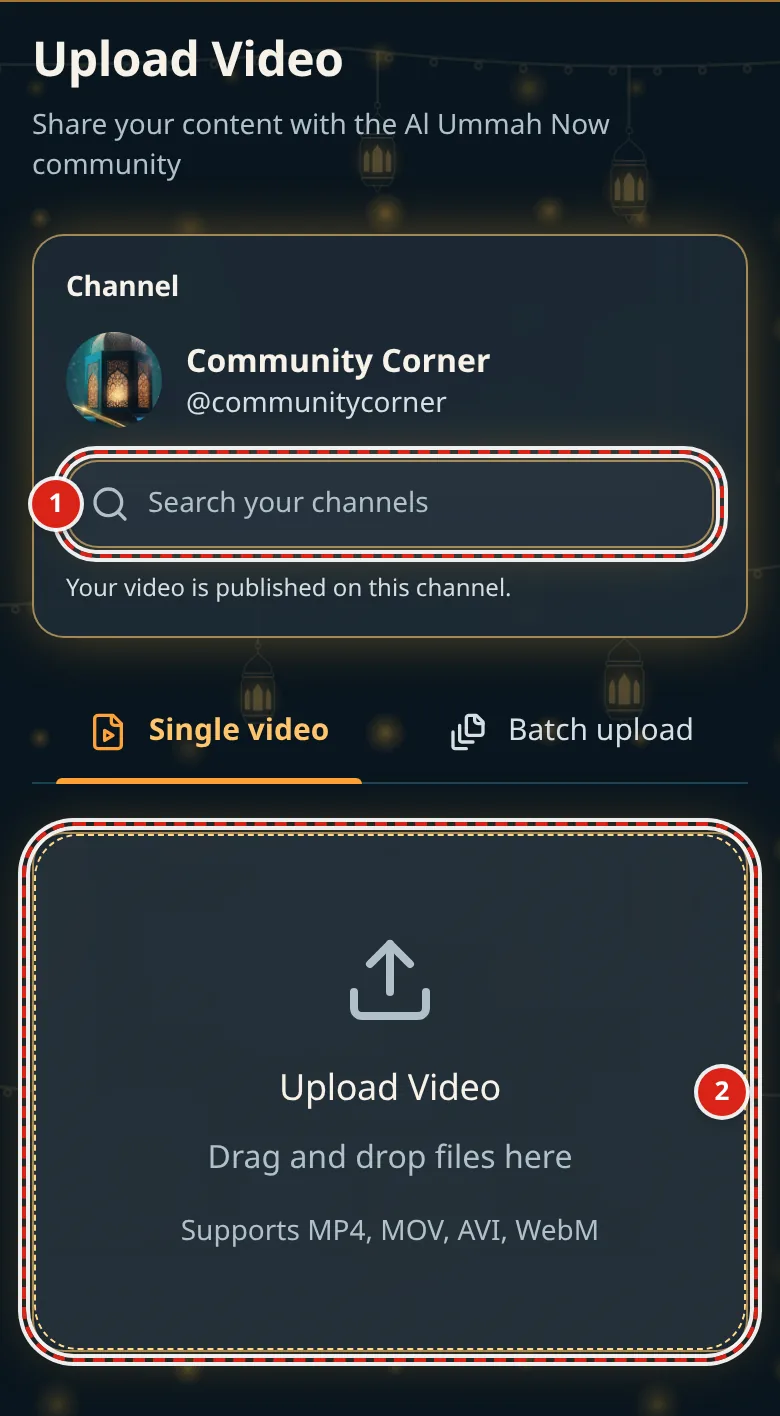 Upload Video
Share your content with the Al Ummah Now
community
Channel
Community Corner
@communitycorner
1
Search your channels
Your video is published on this channel.
Single video
Batch upload
Upload Video
2
Drag and drop files here
Supports MP4, MOV, AVI, WebM